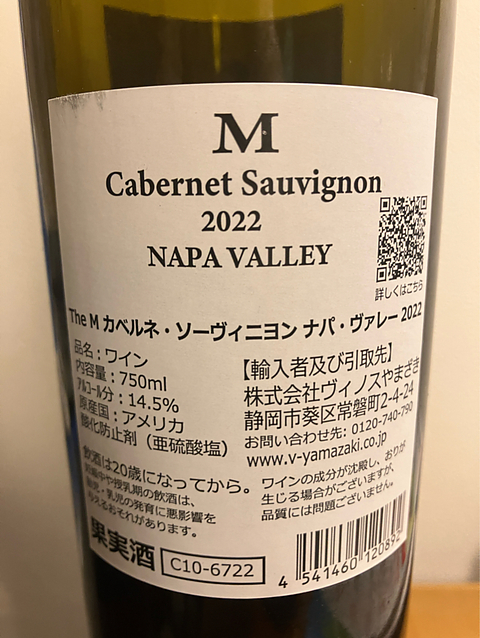 M
Cabernet Sauvignon
2022
NAPA VALLEY
詳しくはこちら
The M カベルネ・ソーヴィニヨン ナパ・ヴァレー 2022
品名：ワイン
内容量：750ml
アルコール分：14.5%
原産国：アメリカ
酸化防止剤（亜硫酸塩）
【輸入者及び引取先】
株式会社ヴィノスやまざき
静岡市葵区常磐町2-4-24
お問い合わせ先: 0120-740-790
www.v-yamazaki.co.jp
飲酒は20歳になってから。
妊娠中や授乳期の飲酒は、
胎児・乳児の発育に悪影響を
与えるおそれがあります。
ワインの成分が沈殿し、おりが
生じる場合がございますが、
品質には問題ございません。
果実酒
C10-6722
4 541460 120892